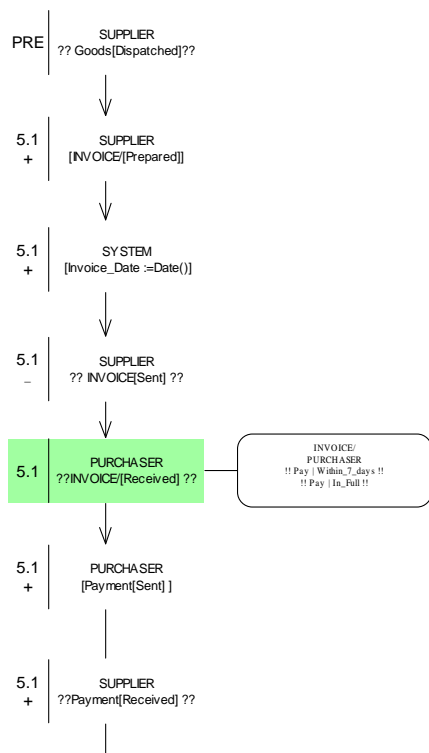 PRE
SUPPLIER
?? Goods[Dispatched]??
5.1
+
SUPPLIER
[INVOICE/[Prepared]]
5.1
+
SYSTEM
[Invoice_Date :=Date()]
5.1
–
SUPPLIER
?? INVOICE[Sent] ??
5.1
PURCHASER
??INVOICE/[Received] ??
INVOICE/
PURCHASER
!! Pay | Within_7_days !!
!! Pay | In_Full !!
5.1
+
PURCHASER
[Payment[Sent] ]
5.1
+
SUPPLIER
??Payment[Received] ??